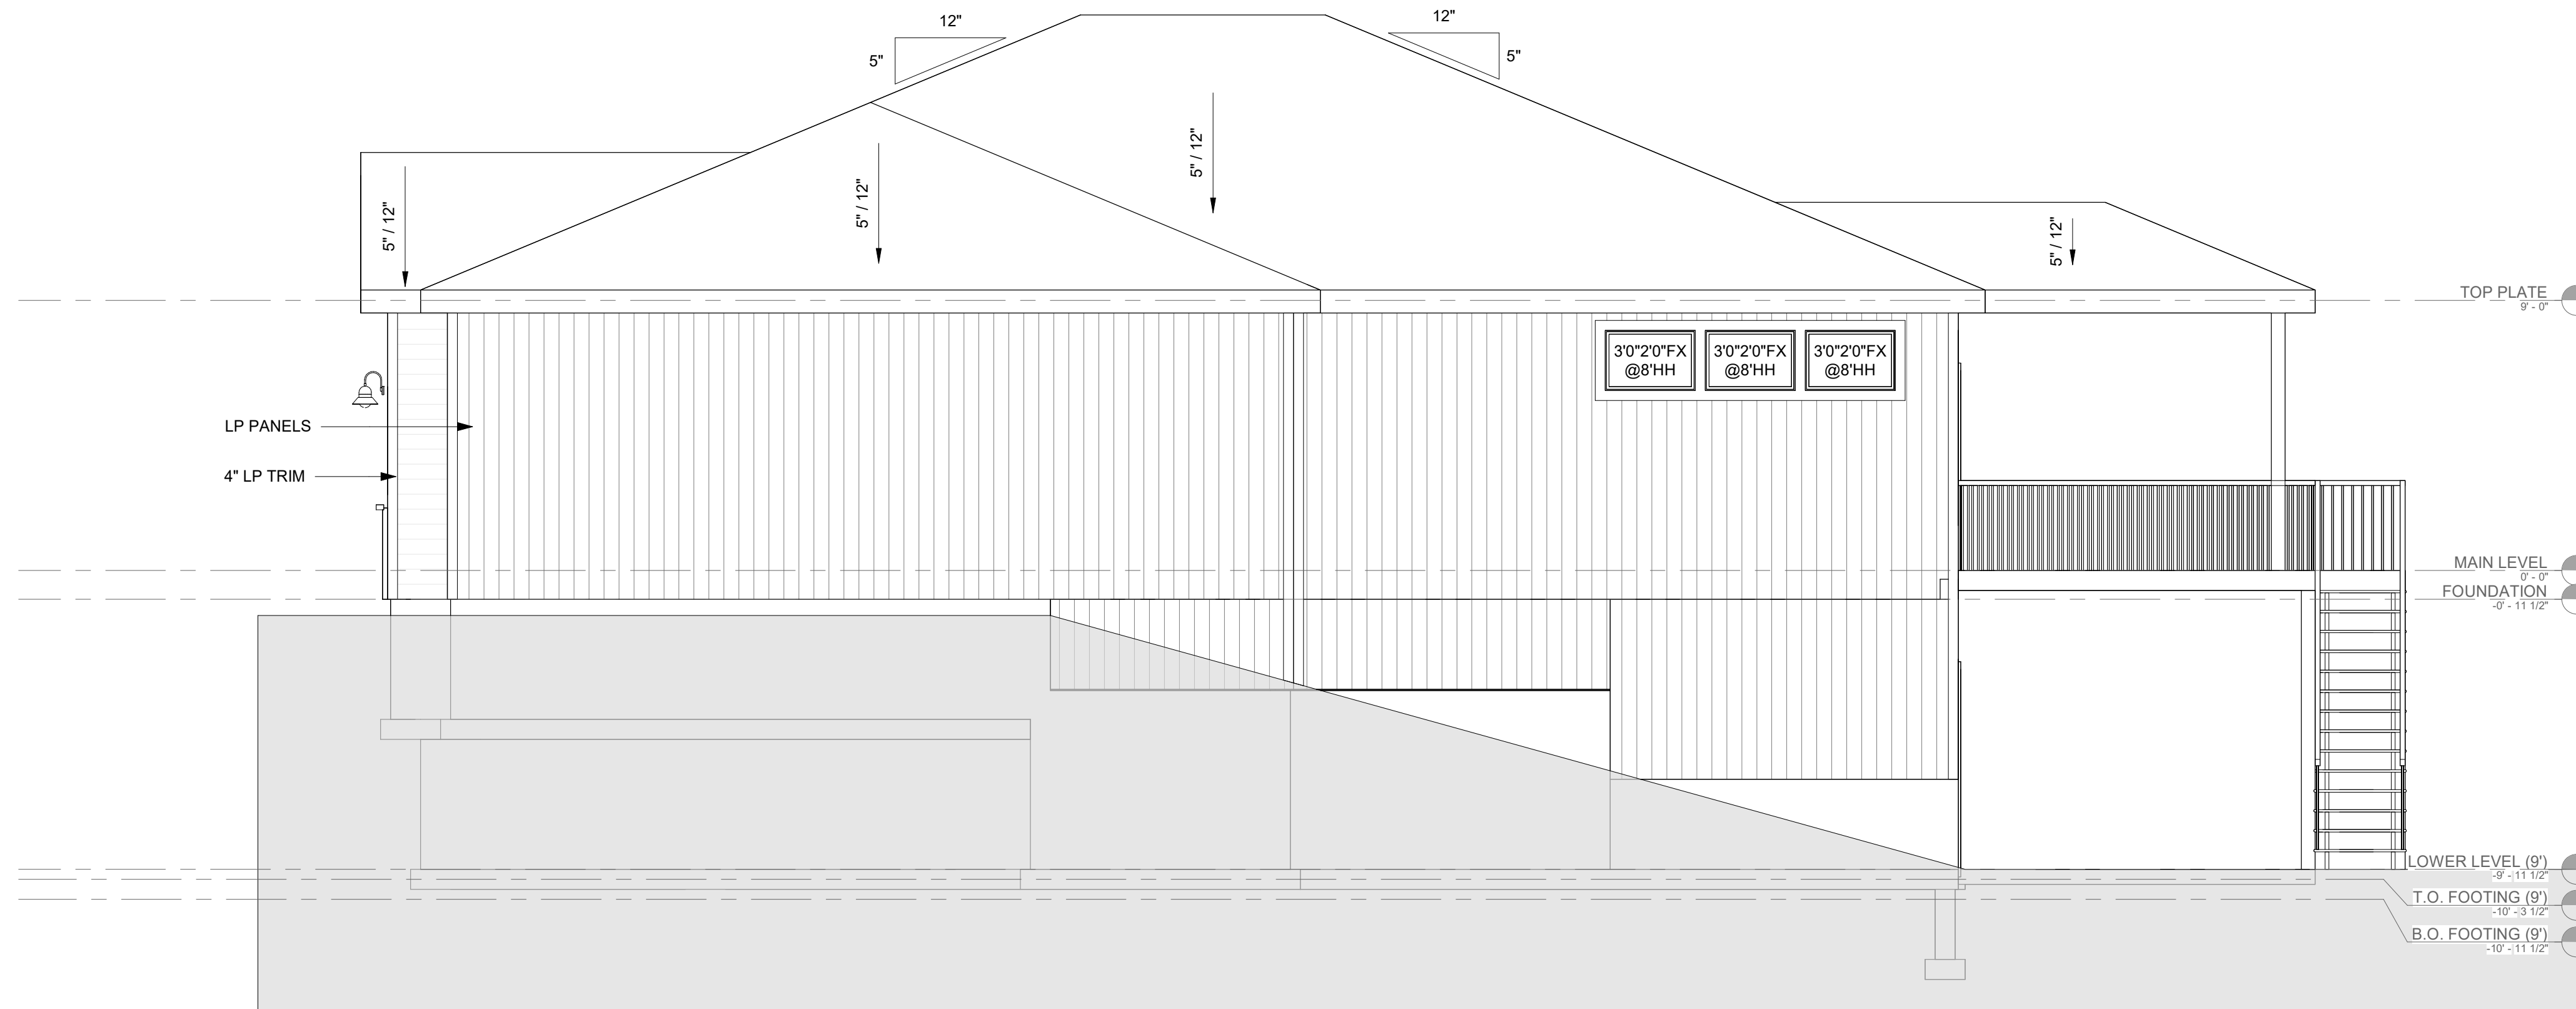 12"
5"
12"
5"
5" / 12"
5" / 12"
5" / 12"
5" / 12"
TOP PLATE
9' - 0"
3'0"2'0"FX
@8'HH
3'0"2'0"FX
@8'HH
3'0"2'0"FX
@8'HH
LP PANELS
4" LP TRIM
MAIN LEVEL
0' - 0"
FOUNDATION
-0' - 11 1/2"
LOWER LEVEL (9')
-9' - 11 1/2"
T.O. FOOTING (9')
-10' - 3 1/2"
B.O. FOOTING (9')
-10' - 11 1/2"